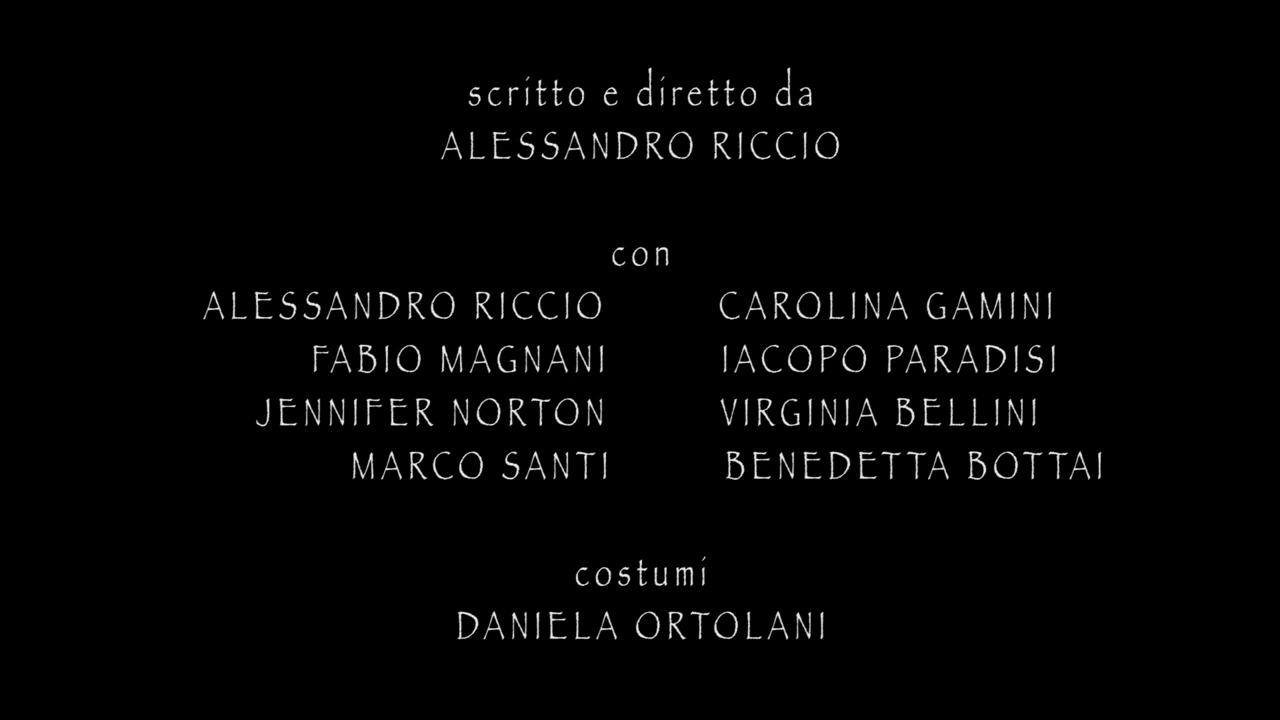 scritto e diretto da
ALESSANDRO RICCIO
con
ALESSANDRO RICCIO CAROLINA GAMINI
FABIO MAGNANI IACOPO PARADISI
JENNIFER NORTON VIRGINIA BELLINI
MARCO SANTI BENEDETTA BOTTAI
costumi
DANIELA ORTOLANI